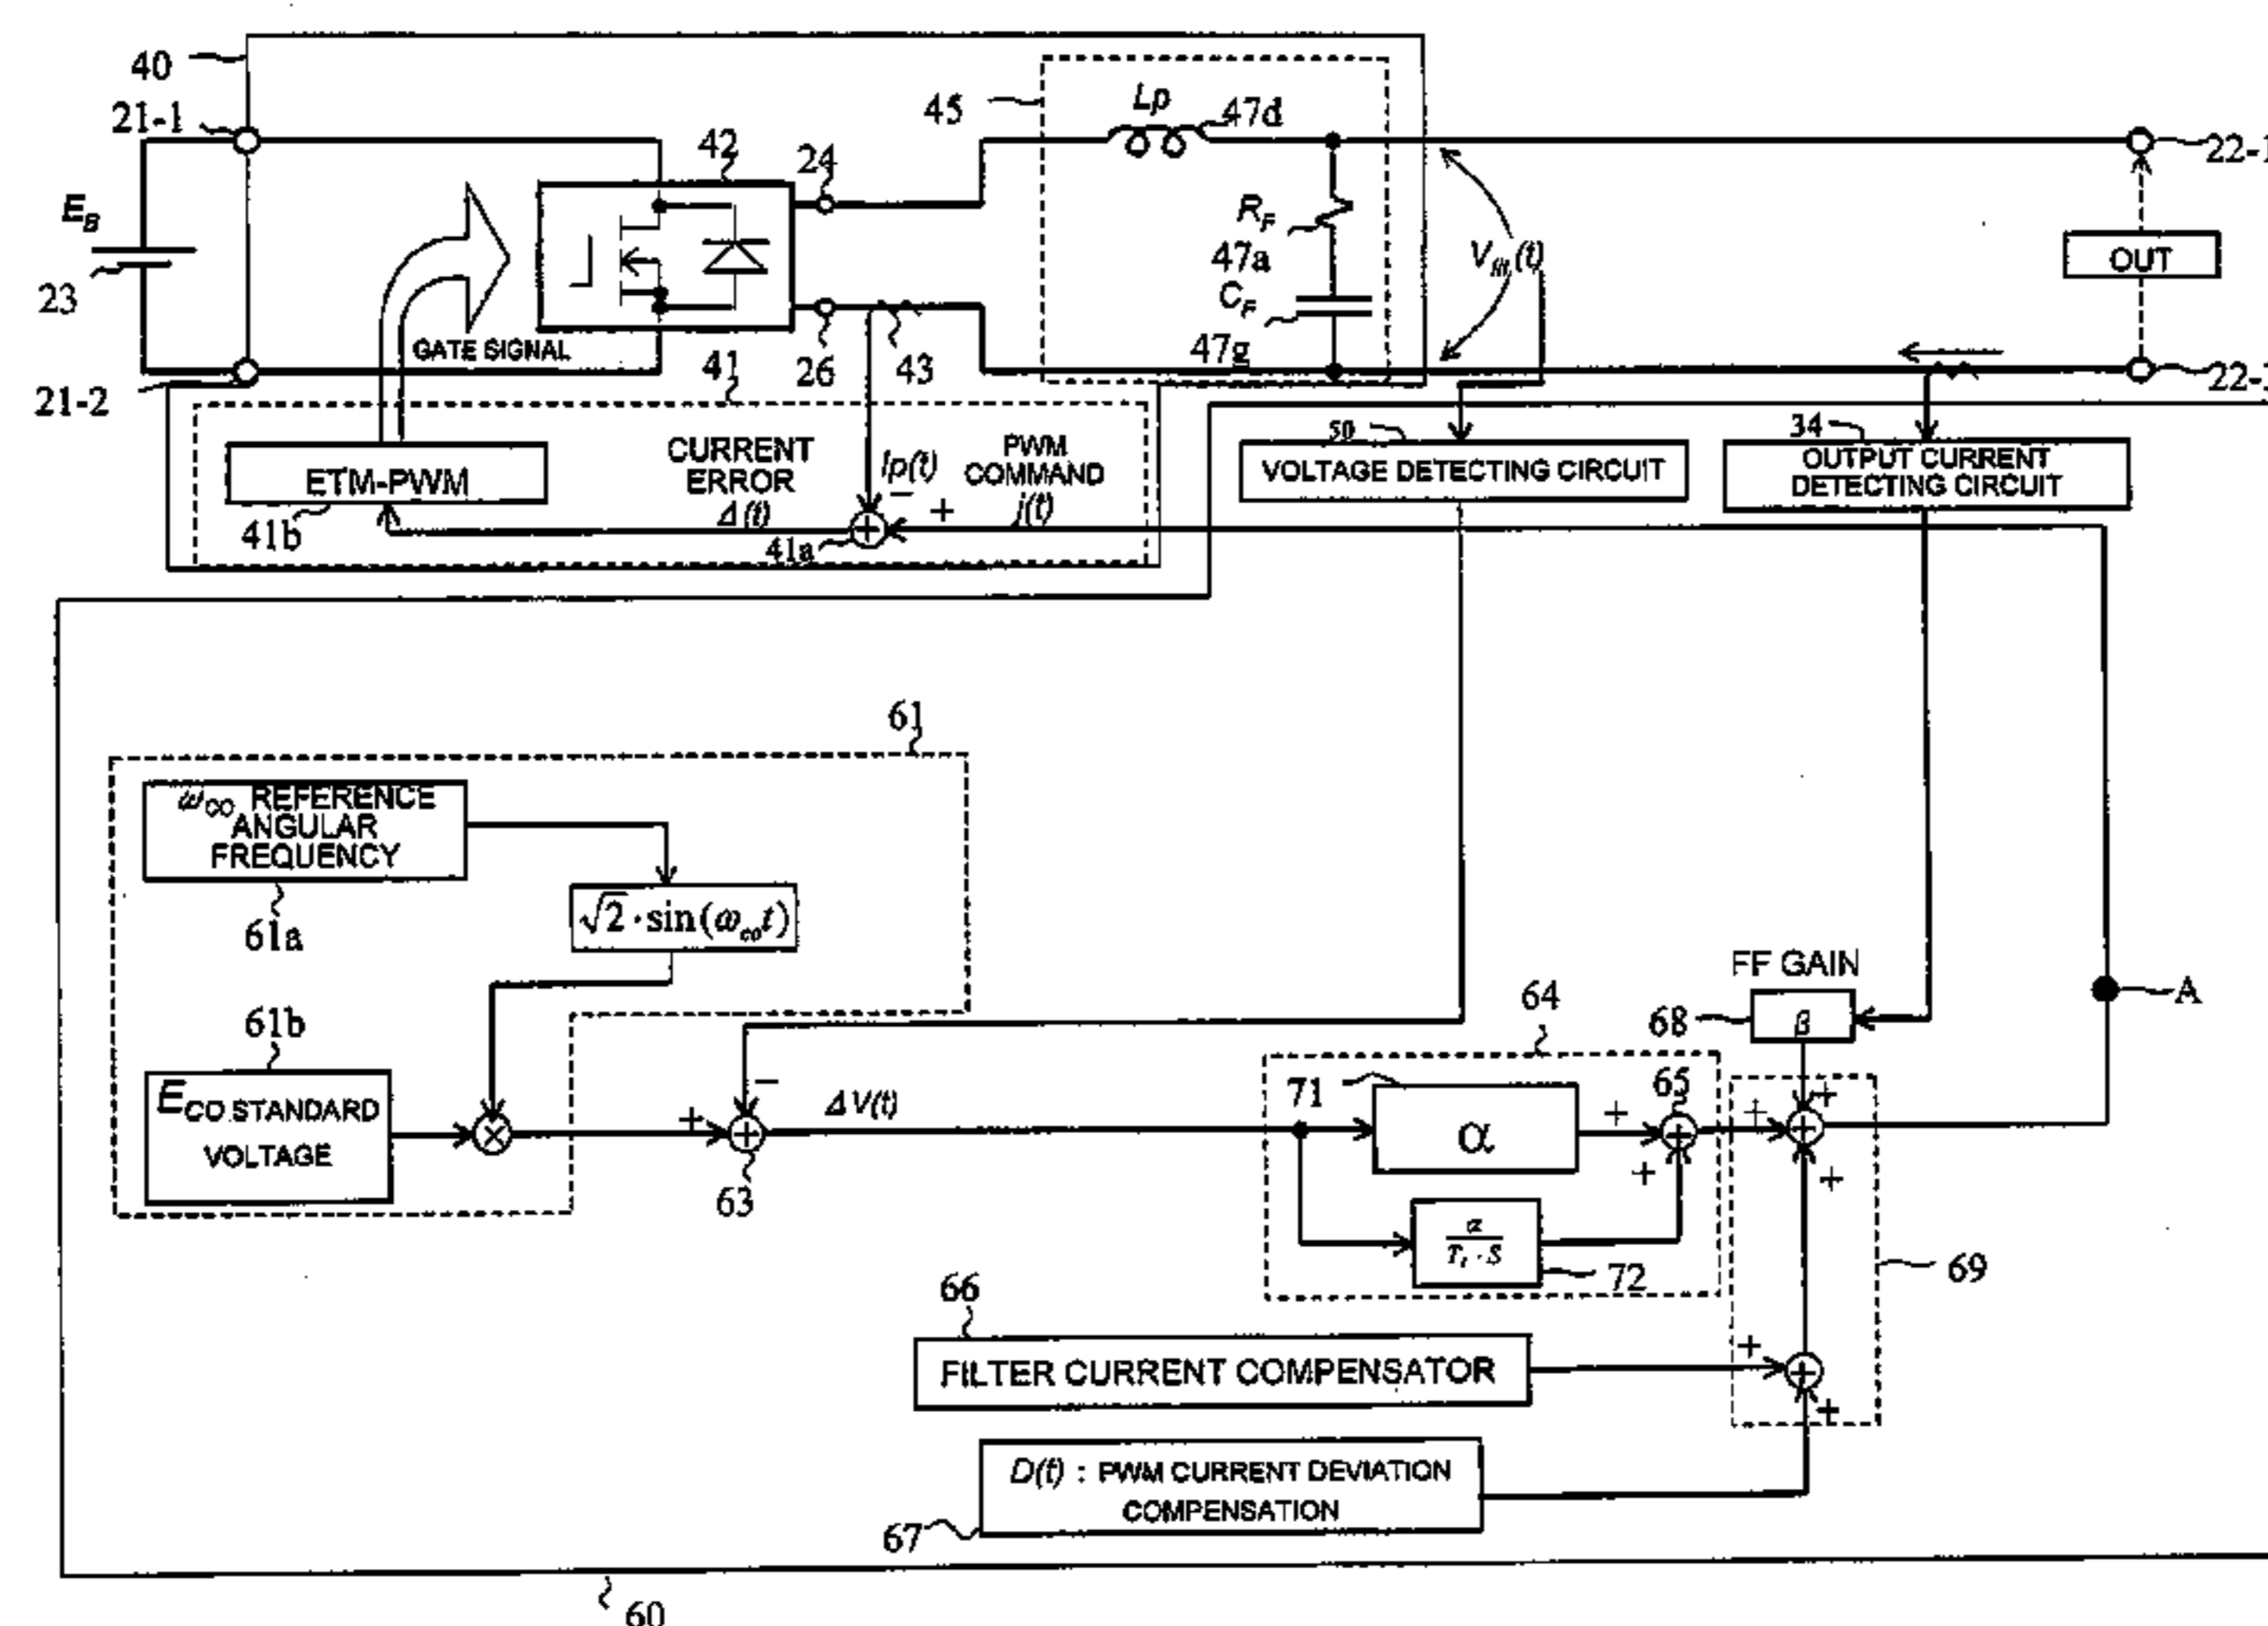 40
21-1
E_B
23
21-2
42
24
GATE SIGNAL
41
26
43
45
Lp
47d
R_F
47a
C_F
47g
V_fil(t)
22-1
OUT
ETM-PWM
41b
CURRENT
ERROR
Δ(t)
Ip(t)
−
+
41a
PWM
COMMAND
j(t)
50
VOLTAGE DETECTING CIRCUIT
34
OUTPUT CURRENT
DETECTING CIRCUIT
61
ω_co REFERENCE
ANGULAR
FREQUENCY
61a
√2·sin(ω_co t)
61b
E_CO STANDARD
VOLTAGE
+
−
63
ΔV(t)
64
71
α
+
65
+
α
T_I · S
72
FF GAIN
68
β
A
+
+
+
69
66
FILTER CURRENT COMPENSATOR
+
+
D(t) : PWM CURRENT DEVIATION
COMPENSATION
67
60